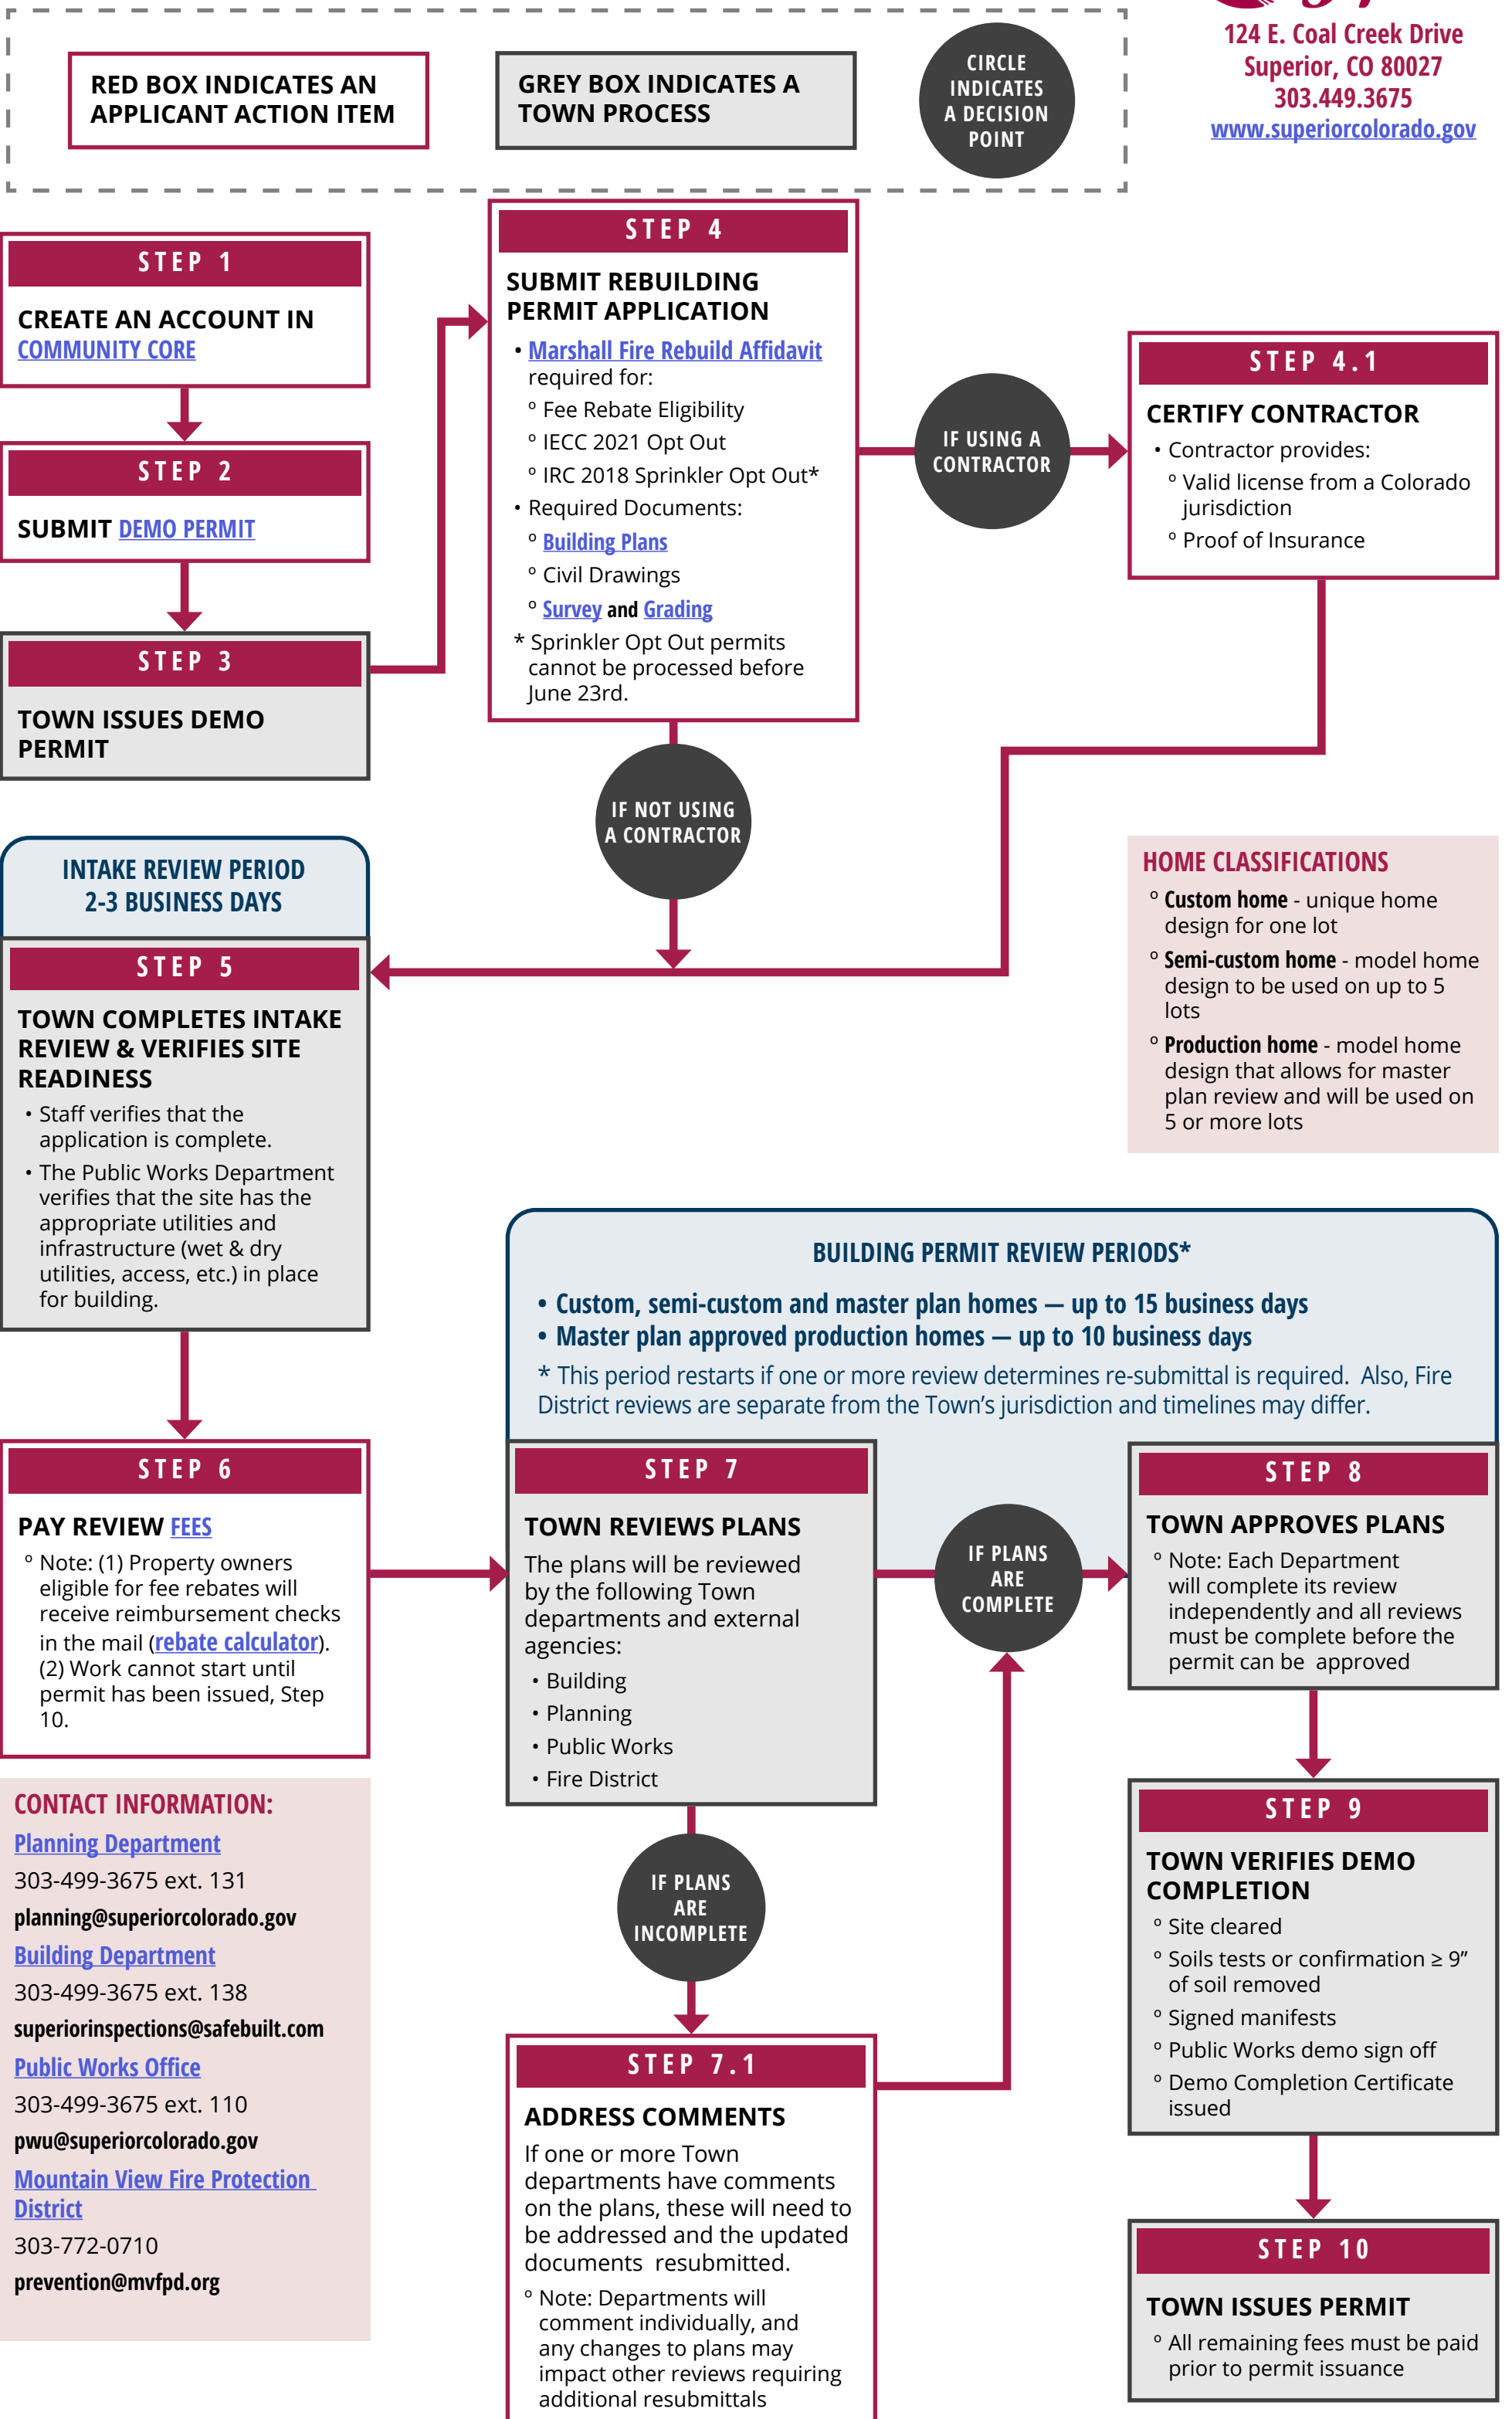 124 E. Coal Creek Drive
Superior, CO 80027
303.449.3675
www.superiorcolorado.gov
RED BOX INDICATES AN
APPLICANT ACTION ITEM
GREY BOX INDICATES A
TOWN PROCESS
CIRCLE
INDICATES
A DECISION
POINT
STEP 1
CREATE AN ACCOUNT IN
COMMUNITY CORE
STEP 2
SUBMIT DEMO PERMIT
STEP 3
TOWN ISSUES DEMO
PERMIT
STEP 4
SUBMIT REBUILDING
PERMIT APPLICATION
• Marshall Fire Rebuild Affidavit
required for:
º Fee Rebate Eligibility
º IECC 2021 Opt Out
º IRC 2018 Sprinkler Opt Out*
• Required Documents:
º Building Plans
º Civil Drawings
º Survey and Grading
* Sprinkler Opt Out permits
cannot be processed before
June 23rd.
IF USING A
CONTRACTOR
STEP 4.1
CERTIFY CONTRACTOR
• Contractor provides:
º Valid license from a Colorado
jurisdiction
º Proof of Insurance
IF NOT USING
A CONTRACTOR
HOME CLASSIFICATIONS
º Custom home - unique home
design for one lot
º Semi-custom home - model home
design to be used on up to 5
lots
º Production home - model home
design that allows for master
plan review and will be used on
5 or more lots
INTAKE REVIEW PERIOD
2-3 BUSINESS DAYS
STEP 5
TOWN COMPLETES INTAKE
REVIEW & VERIFIES SITE
READINESS
• Staff verifies that the
application is complete.
• The Public Works Department
verifies that the site has the
appropriate utilities and
infrastructure (wet & dry
utilities, access, etc.) in place
for building.
BUILDING PERMIT REVIEW PERIODS*
• Custom, semi-custom and master plan homes — up to 15 business days
• Master plan approved production homes — up to 10 business days
* This period restarts if one or more review determines re-submittal is required. Also, Fire
District reviews are separate from the Town's jurisdiction and timelines may differ.
STEP 6
PAY REVIEW FEES
º Note: (1) Property owners
eligible for fee rebates will
receive reimbursement checks
in the mail (rebate calculator).
(2) Work cannot start until
permit has been issued, Step
10.
STEP 7
TOWN REVIEWS PLANS
The plans will be reviewed
by the following Town
departments and external
agencies:
• Building
• Planning
• Public Works
• Fire District
IF PLANS
ARE
COMPLETE
STEP 8
TOWN APPROVES PLANS
º Note: Each Department
will complete its review
independently and all reviews
must be complete before the
permit can be approved
CONTACT INFORMATION:
Planning Department
303-499-3675 ext. 131
planning@superiorcolorado.gov
Building Department
303-499-3675 ext. 138
superiorinspections@safebuilt.com
Public Works Office
303-499-3675 ext. 110
pwu@superiorcolorado.gov
Mountain View Fire Protection
District
303-772-0710
prevention@mvfpd.org
IF PLANS
ARE
INCOMPLETE
STEP 7.1
ADDRESS COMMENTS
If one or more Town
departments have comments
on the plans, these will need to
be addressed and the updated
documents resubmitted.
º Note: Departments will
comment individually, and
any changes to plans may
impact other reviews requiring
additional resubmittals
STEP 9
TOWN VERIFIES DEMO
COMPLETION
º Site cleared
º Soils tests or confirmation ≥ 9”
of soil removed
º Signed manifests
º Public Works demo sign off
º Demo Completion Certificate
issued
STEP 10
TOWN ISSUES PERMIT
º All remaining fees must be paid
prior to permit issuance